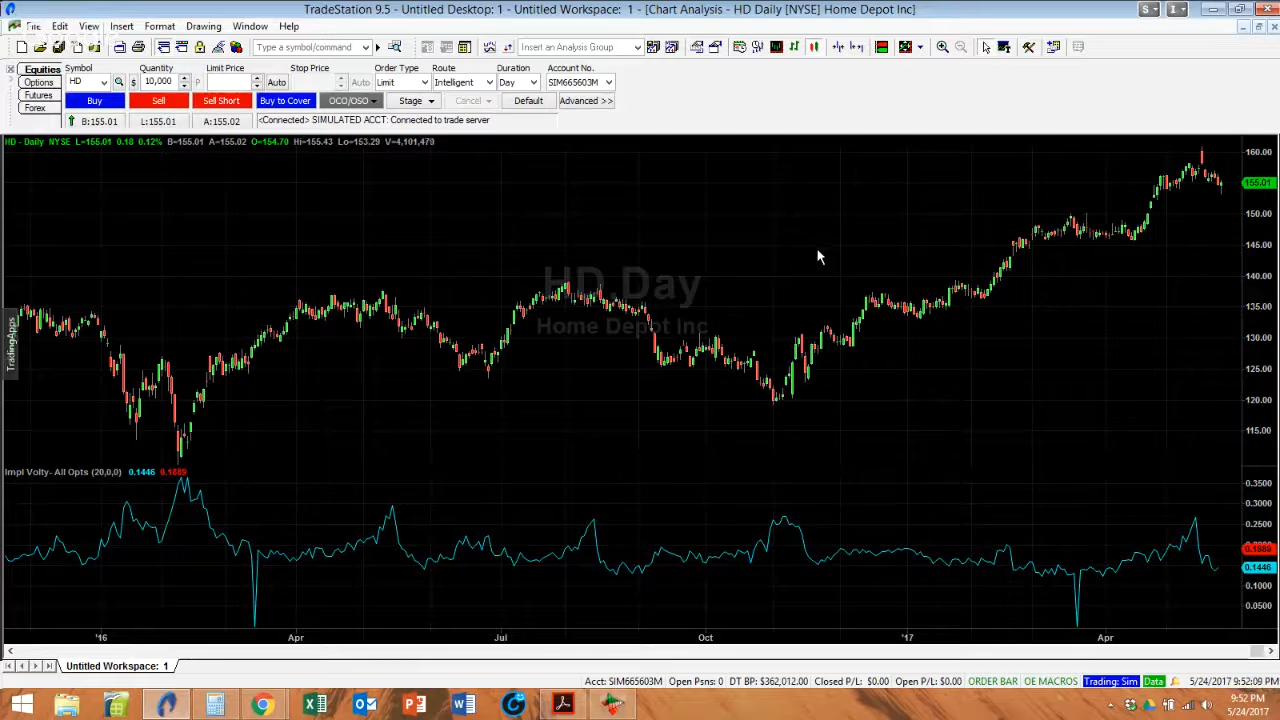 TradeStation 9.5 - Untitled Desktop: 1 - Untitled Workspace: 1 - [Chart Analysis - HD Daily [NYSE] Home Depot Inc]
S I
File Edit View Insert Format Drawing Window Help
Type a symbol/command Insert an Analysis Group
Equities Symbol Quantity Limit Price Stop Price Order Type Route Duration Account No.
Options HD $ 10,000 P Auto Auto Limit Intelligent Day SIM665603M
Futures
Forex Buy Sell Sell Short Buy to Cover OCO/OSO Stage Cancel Default Advanced >>
B:155.01 L:155.01 A:155.02 <Connected> SIMULATED ACCT: Connected to trade server
HD - Daily NYSE L=155.01 0.18 0.12% B=155.01 A=155.02 O=154.70 Hi=155.43 Lo=153.29 V=4,101,479
160.00
155.01
150.00
145.00
140.00
135.00
130.00
125.00
120.00
115.00
HD.Day
Home Depot Inc
TradingApps
Impl Volty- All Opts (20,0,0) 0.1446 0.1889
0.3500
0.3000
0.2500
0.2000
0.1889
0.1446
0.1000
0.0500
'16 Apr Jul Oct '17 Apr
Untitled Workspace: 1
Acct: SIM665603M Open Psns: 0 DT BP: $362,012.00 Closed P/L: $0.00 Open P/L: $0.00 ORDER BAR OE MACROS Trading: Sim Data 5/24/2017 9:52:09 PM
9:52 PM
5/24/2017